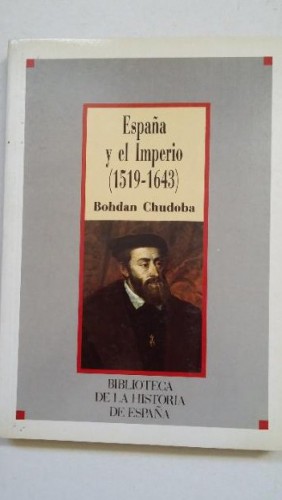 España
y el Imperio
(1519-1643)
Bohdan Chudoba
BIBLIOTECA
DE LA HISTORIA
DE ESPAÑA